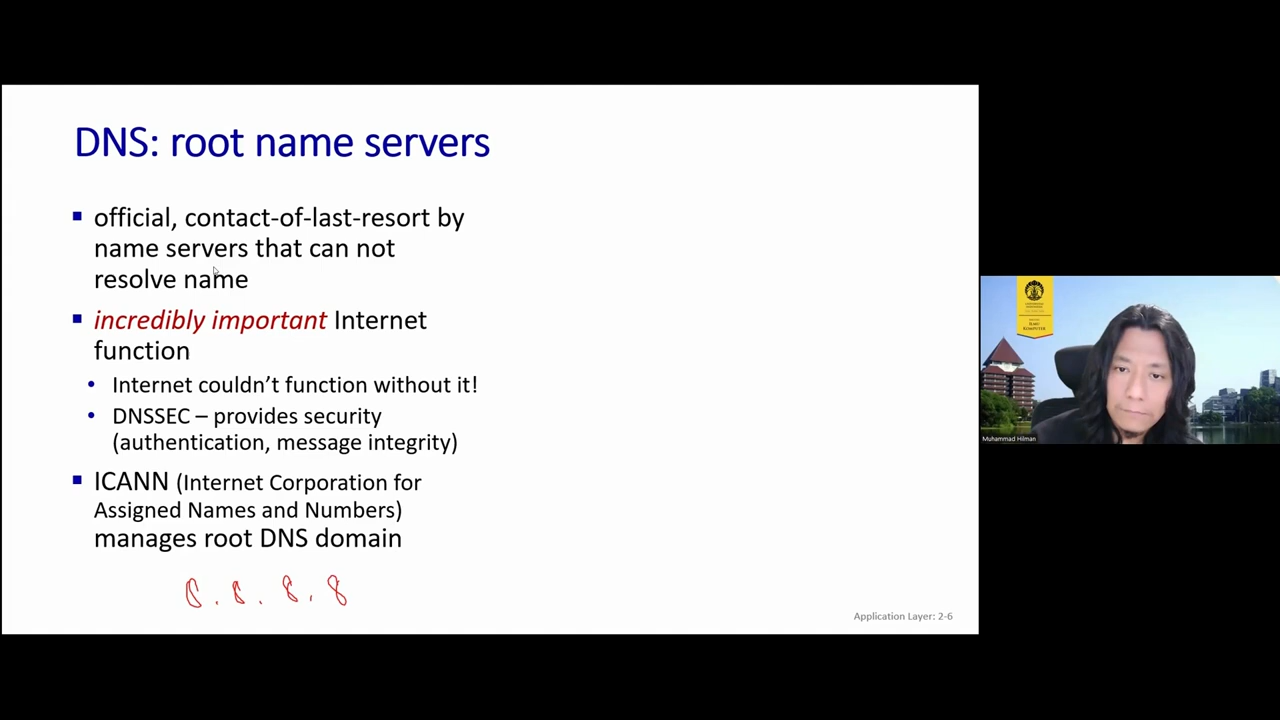 DNS: root name servers
official, contact-of-last-resort by
name servers that can not
resolve name
incredibly important Internet
function
Internet couldn't function without it!
DNSSEC – provides security
(authentication, message integrity)
ICANN (Internet Corporation for
Assigned Names and Numbers)
manages root DNS domain
8.8.8.8
Application Layer: 2-6
ILMU
KOMPUTER
Muhammad Hilman